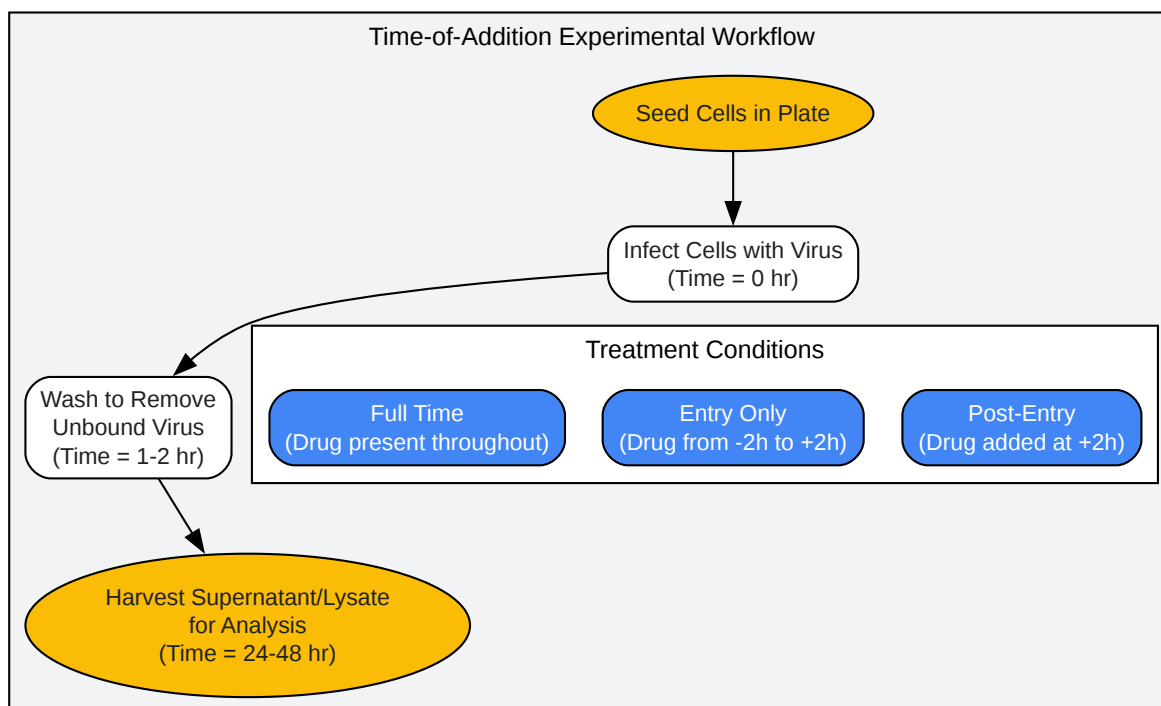 Time-of-Addition Experimental Workflow
Seed Cells in Plate
Infect Cells with Virus
(Time = 0 hr)
Treatment Conditions
Full Time
(Drug present throughout)
Entry Only
(Drug from -2h to +2h)
Post-Entry
(Drug added at +2h)
Wash to Remove
Unbound Virus
(Time = 1-2 hr)
Harvest Supernatant/Lysate
for Analysis
(Time = 24-48 hr)